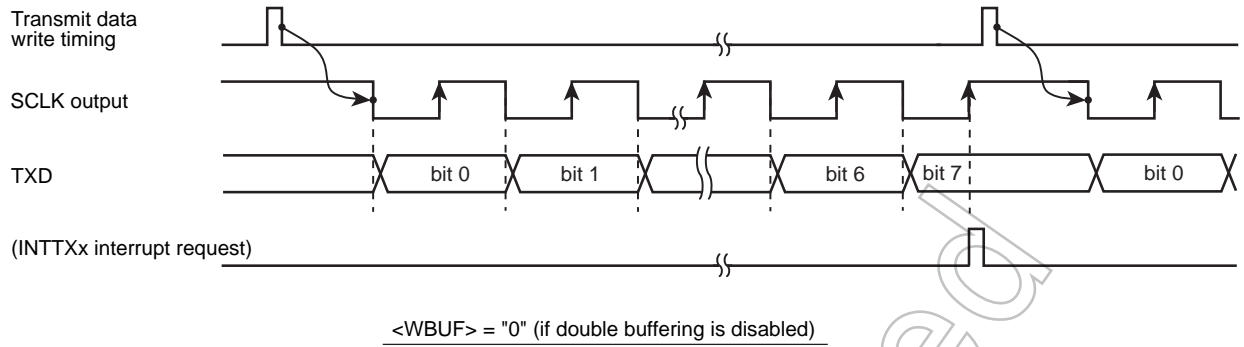 Transmit data
write timing
SCLK output
TXD
bit 0 bit 1 bit 6 bit 7 bit 0
(INTTXx interrupt request)
<WBUF> = "0" (if double buffering is disabled)